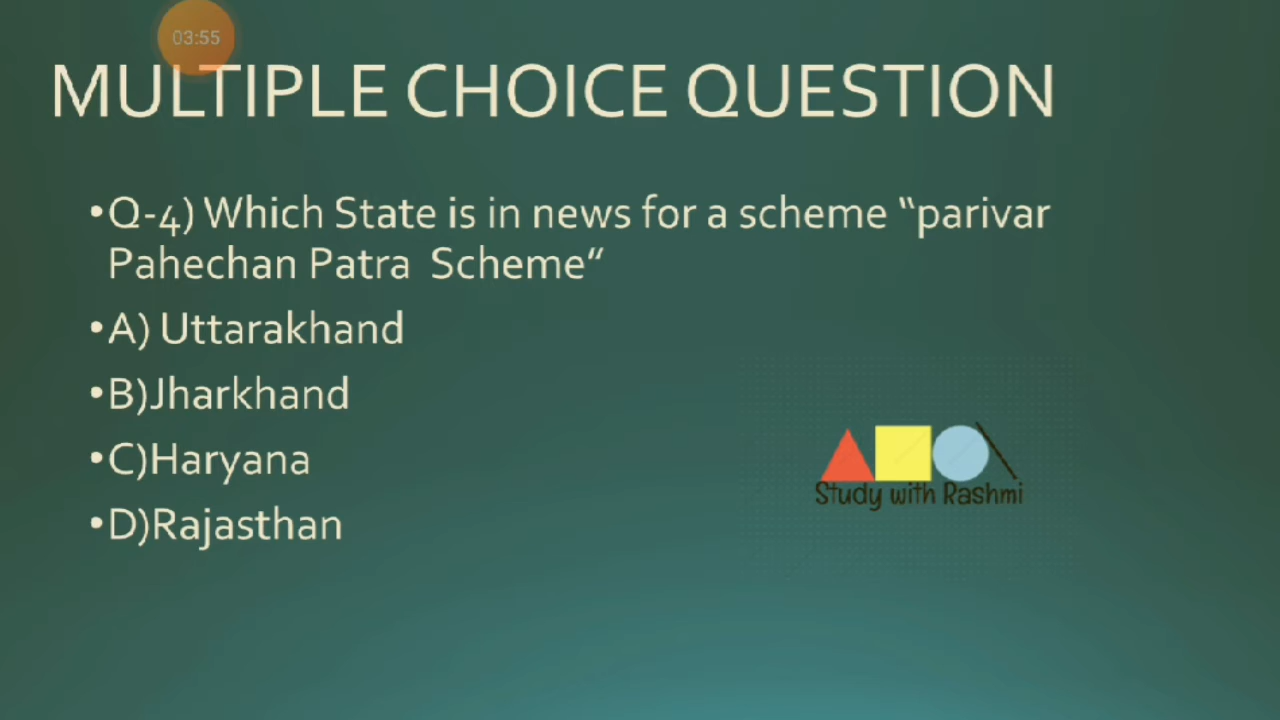 03:55
MULTIPLE CHOICE QUESTION
•Q-4) Which State is in news for a scheme “parivar
Pahechan Patra  Scheme“
•A) Uttarakhand
•B)Jharkhand
•C)Haryana
•D)Rajasthan
Study with Rashmi